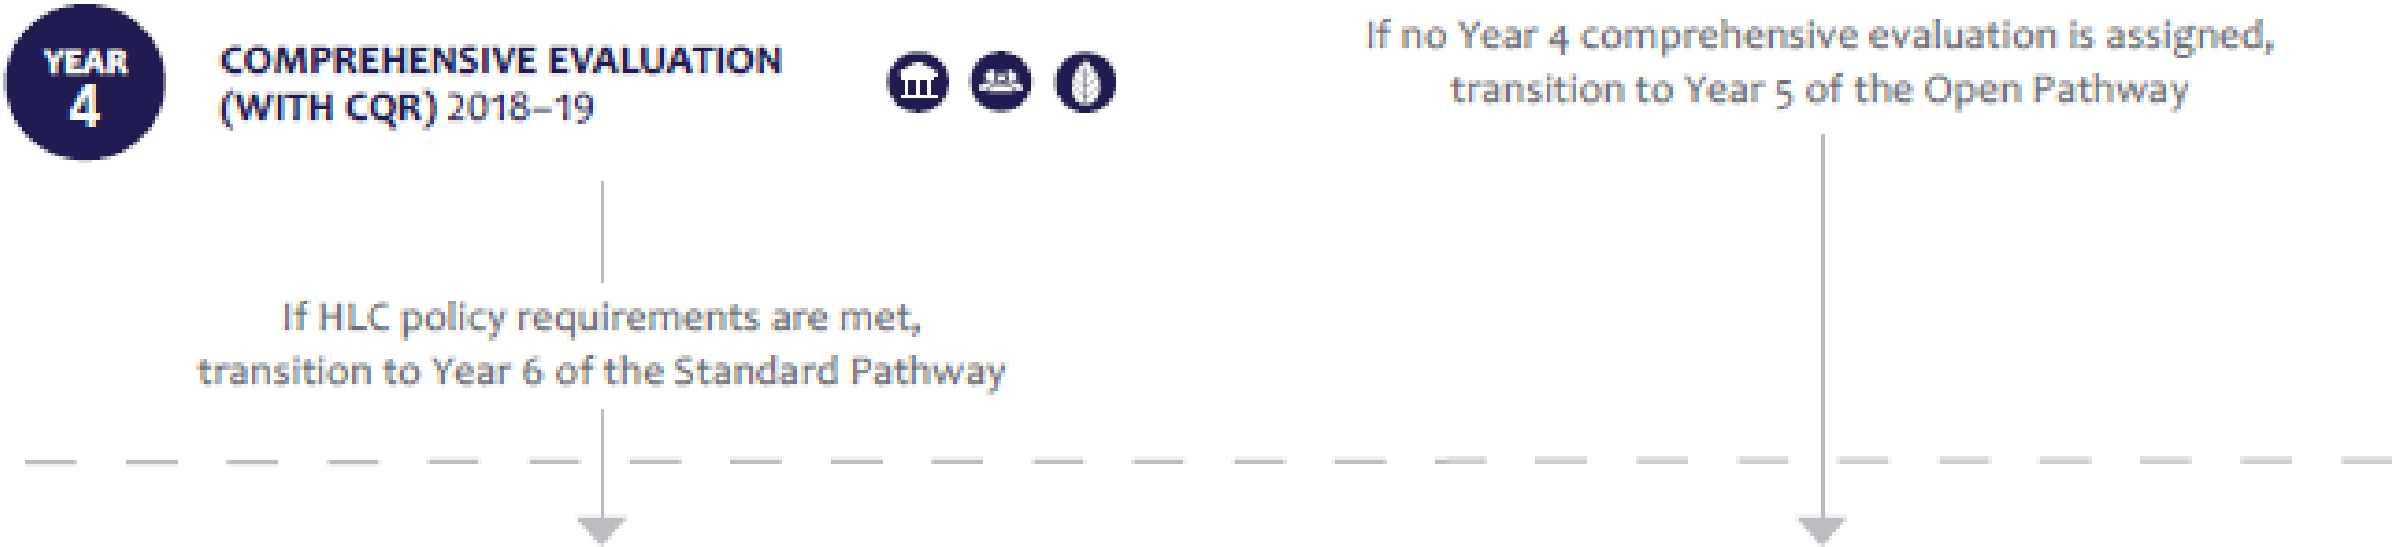 YEAR
4
COMPREHENSIVE EVALUATION
(WITH CQR) 2018–19
If HLC policy requirements are met,
transition to Year 6 of the Standard Pathway
If no Year 4 comprehensive evaluation is assigned,
transition to Year 5 of the Open Pathway